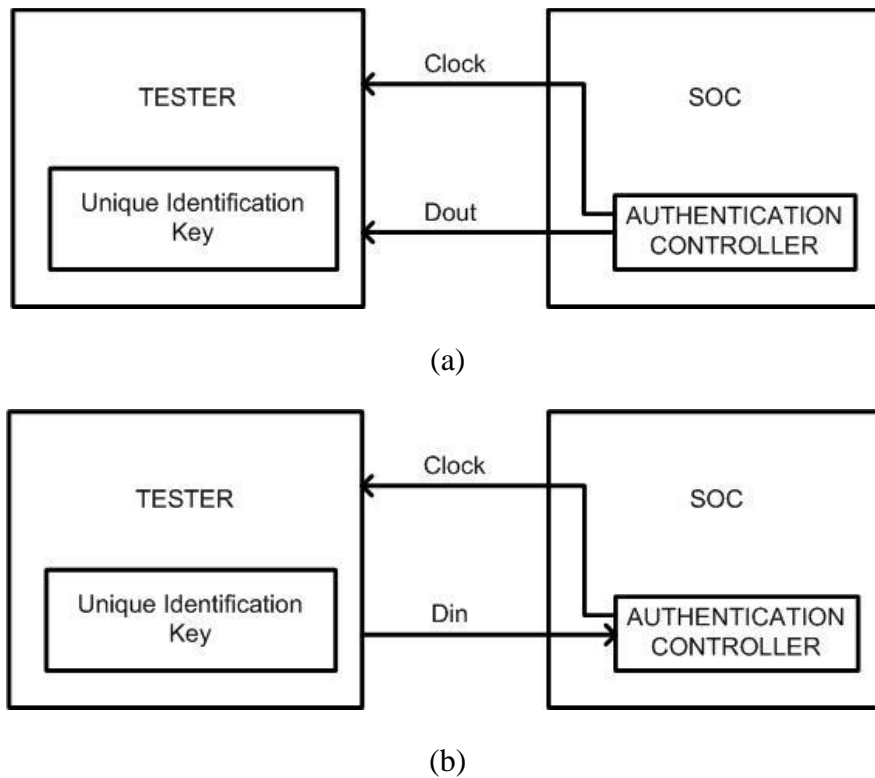 Clock
TESTER
SOC
Unique Identification
Key
Dout
AUTHENTICATION
CONTROLLER
(a)
Clock
TESTER
SOC
Unique Identification
Key
Din
AUTHENTICATION
CONTROLLER
(b)